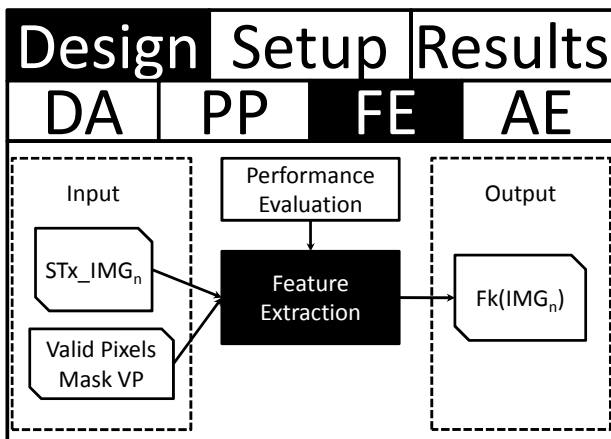 Design Setup Results
DA PP FE AE
Input
Performance
Evaluation
Output
STx_IMGn
Feature
Extraction
Fk(IMGn)
Valid Pixels
Mask VP